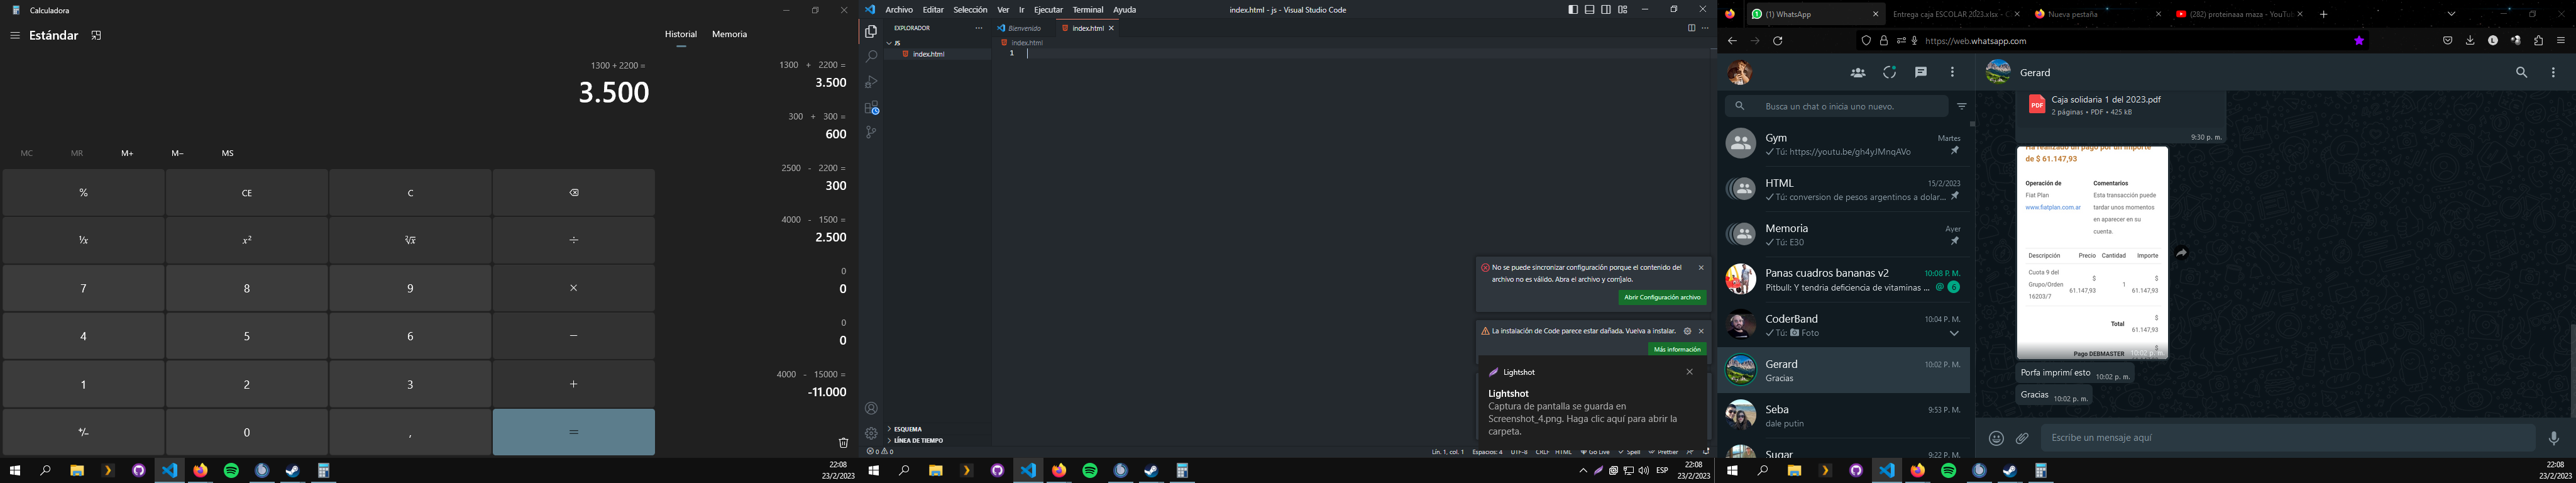 Calculadora
Estándar
Historial
Memoria
1300 + 2200 =
3.500
MC
MR
M+
M−
MS
%
CE
C
⅟x
x²
²√x
÷
7
8
9
×
4
5
6
−
1
2
3
+
+/−
0
,
=
1300 + 2200 =
3.500
300 + 300 =
600
2500 - 2200 =
300
4000 - 1500 =
2.500
0
0
0
0
4000 - 15000 =
-11.000
22:08
23/2/2023
Archivo
Editar
Selección
Ver
Ir
Ejecutar
Terminal
Ayuda
index.html - js - Visual Studio Code
EXPLORADOR
JS
index.html
ESQUEMA
LÍNEA DE TIEMPO
Bienvenido
index.html
index.html
1
No se puede sincronizar configuración porque el contenido del
archivo no es válido. Abra el archivo y corríjalo.
Abrir Configuración archivo
La instalación de Code parece estar dañada. Vuelva a instalar.
Más información
Lightshot
Lightshot
Captura de pantalla se guarda en
Screenshot_4.png. Haga clic aquí para abrir la
carpeta.
0
0
Lín. 1, col. 1
Espacios: 4
UTF-8
CRLF
HTML
Go Live
Spell
Prettier
ESP
22:08
23/2/2023
(1) WhatsApp
Entrega caja ESCOLAR 2023.xlsx - 
Nueva pestaña
(282) proteinaaa maza - YouTub
https://web.whatsapp.com
Busca un chat o inicia uno nuevo.
Gym
Martes
Tú: https://youtu.be/gh4yJMnqAVo
HTML
15/2/2023
Tú: conversion de pesos argentinos a dolar...
Memoria
Ayer
Tú: E30
Panas cuadros bananas v2
10:08 P. M.
Pitbull: Y tendria deficiencia de vitaminas ...
@
6
CoderBand
10:04 P. M.
Tú: Foto
Gerard
10:02 P. M.
Gracias
Seba
9:53 P. M.
dale putin
Sugar
9:22 P. M.
Gerard
PDF
Caja solidaria 1 del 2023.pdf
2 páginas • PDF • 425 kB
9:30 p. m.
Ha realizado un pago por un importe
de $ 61.147,93
Operación de
Fiat Plan
www.fiatplan.com.ar
Comentarios
Esta transacción puede
tardar unos momentos
en aparecer en su
cuenta.
Descripción
Precio
Cantidad
Importe
Cuota 9 del
Grupo/Orden
16203/7
$
61.147,93
1
$
61.147,93
Total
$
61.147,93
Pago DEBMASTER
$
10:02 p. m.
Porfa imprimí esto
10:02 p. m.
Gracias
10:02 p. m.
Escribe un mensaje aquí
22:08
23/2/2023